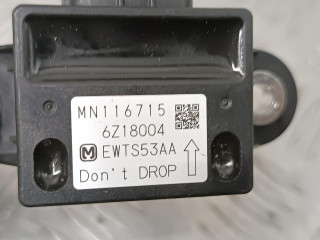 MN116715
6Z18004
M EWTS53AA
Don't DROP